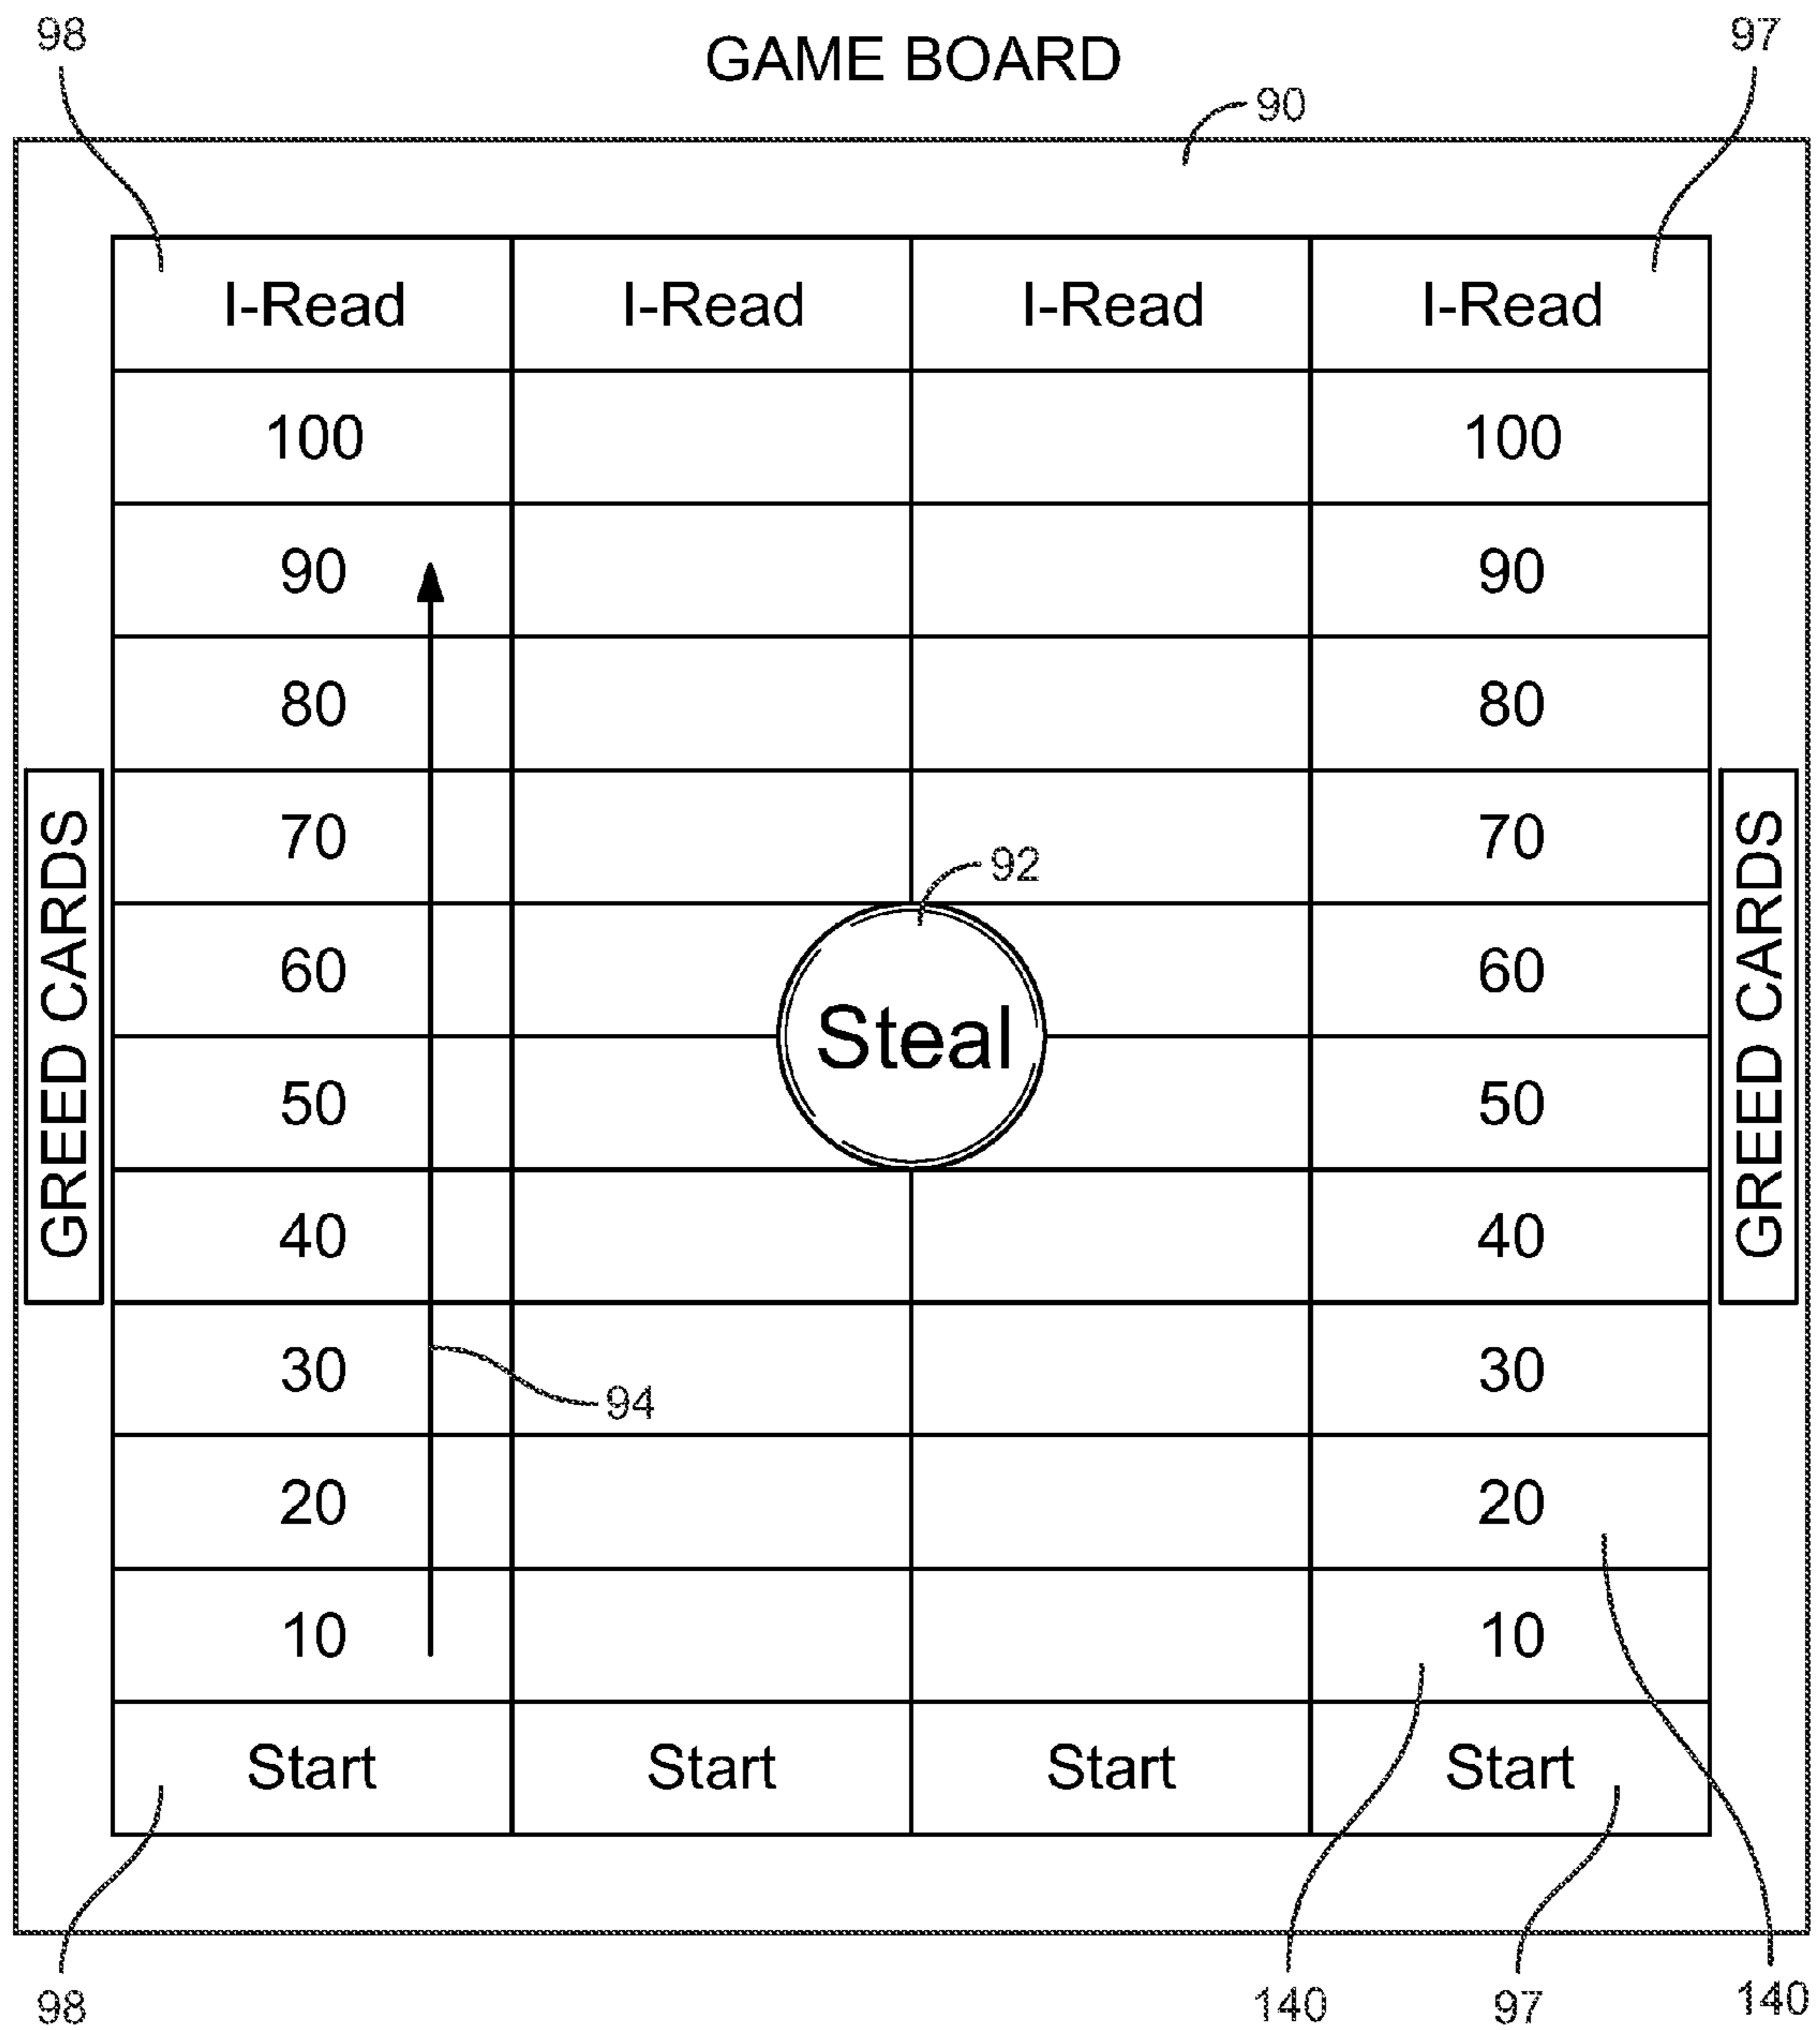 98
GAME BOARD
97
90
I-Read I-Read I-Read I-Read
100 100
90 90
80 80
70 70
92
60 60
Steal
50 50
40 40
GREED CARDS
GREED CARDS
30 30
94
20 20
10 10
Start Start Start Start
98 140 97 140